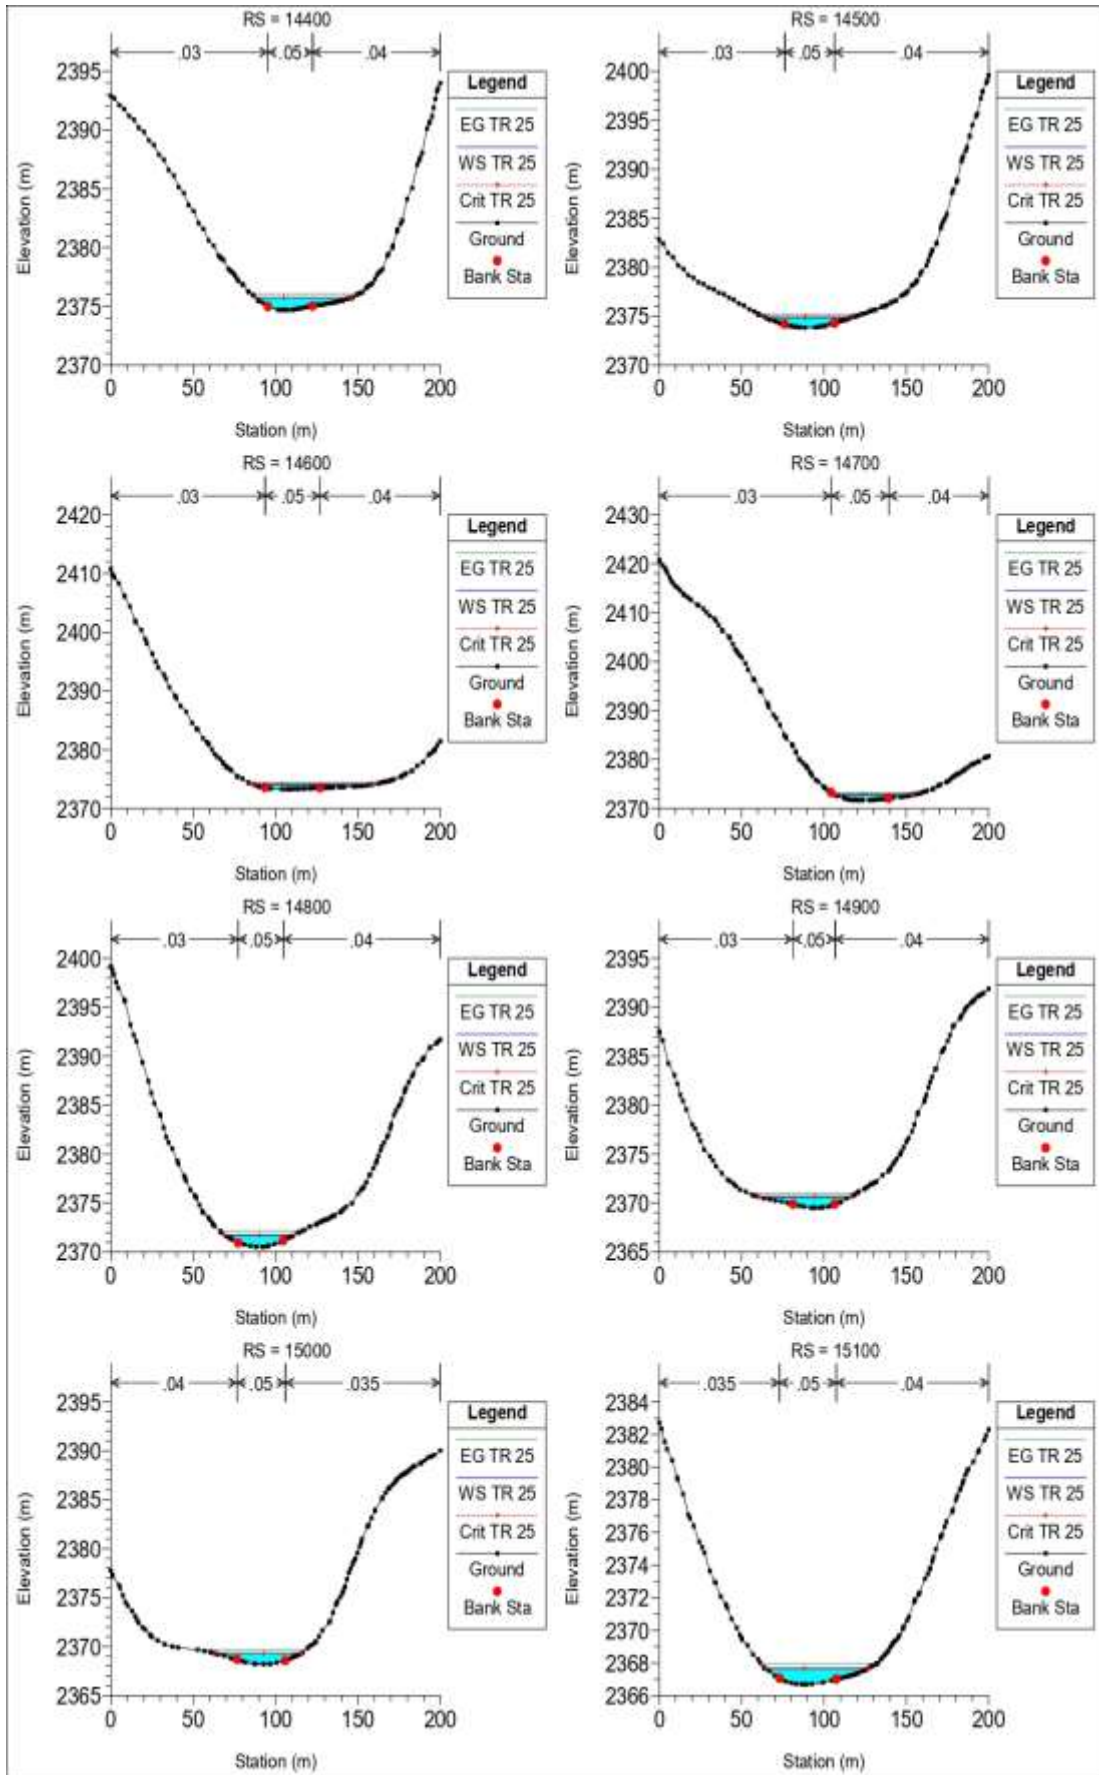 RS = 14400
.03 .05 .04
2395
2390
2385
2380
2375
2370
0 50 100 150 200
Elevation (m)
Station (m)
Legend
EG TR 25
WS TR 25
Crit TR 25
Ground
Bank Sta
RS = 14500
.03 .05 .04
2400
2395
2390
2385
2380
2375
2370
0 50 100 150 200
Elevation (m)
Station (m)
Legend
EG TR 25
WS TR 25
Crit TR 25
Ground
Bank Sta
RS = 14600
.03 .05 .04
2420
2410
2400
2390
2380
2370
0 50 100 150 200
Elevation (m)
Station (m)
Legend
EG TR 25
WS TR 25
Crit TR 25
Ground
Bank Sta
RS = 14700
.03 .05 .04
2430
2420
2410
2400
2390
2380
2370
0 50 100 150 200
Elevation (m)
Station (m)
Legend
EG TR 25
WS TR 25
Crit TR 25
Ground
Bank Sta
RS = 14800
.03 .05 .04
2400
2395
2390
2385
2380
2375
2370
0 50 100 150 200
Elevation (m)
Station (m)
Legend
EG TR 25
WS TR 25
Crit TR 25
Ground
Bank Sta
RS = 14900
.03 .05 .04
2395
2390
2385
2380
2375
2370
2365
0 50 100 150 200
Elevation (m)
Station (m)
Legend
EG TR 25
WS TR 25
Crit TR 25
Ground
Bank Sta
RS = 15000
.04 .05 .035
2395
2390
2385
2380
2375
2370
2365
0 50 100 150 200
Elevation (m)
Station (m)
Legend
EG TR 25
WS TR 25
Crit TR 25
Ground
Bank Sta
RS = 15100
.035 .05 .04
2384
2382
2380
2378
2376
2374
2372
2370
2368
2366
0 50 100 150 200
Elevation (m)
Station (m)
Legend
EG TR 25
WS TR 25
Crit TR 25
Ground
Bank Sta